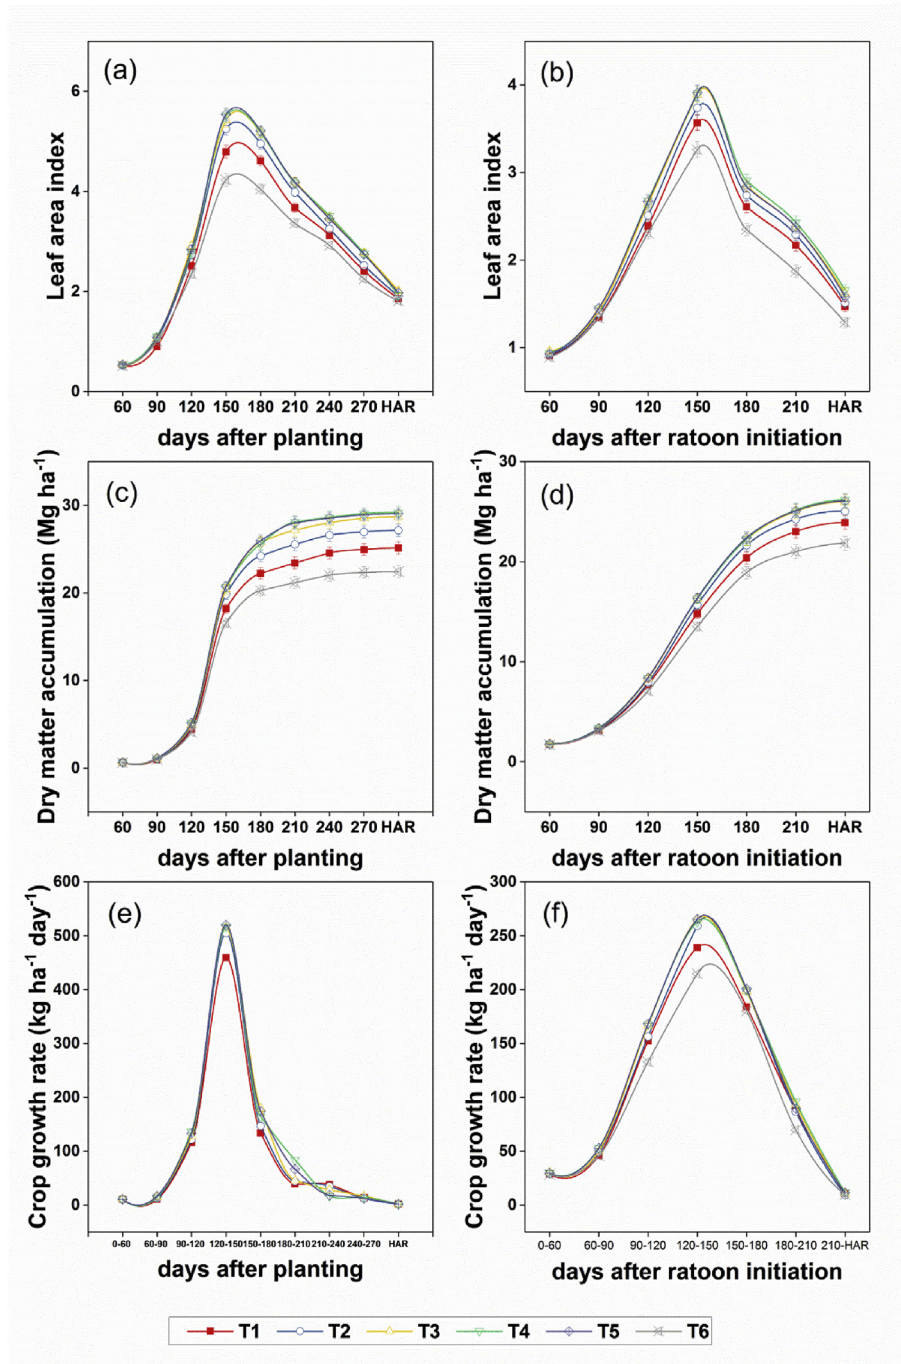 (a)
Leaf area index
6
4
2
0
60 90 120 150 180 210 240 270 HAR
days after planting
(b)
Leaf area index
4
3
2
1
60 90 120 150 180 210 HAR
days after ratoon initiation
(c)
Dry matter accumulation (Mg ha⁻¹)
30
20
10
0
60 90 120 150 180 210 240 270 HAR
days after planting
(d)
Dry matter accumulation (Mg ha⁻¹)
30
20
10
0
60 90 120 150 180 210 HAR
days after ratoon initiation
(e)
Crop growth rate (kg ha⁻¹ day⁻¹)
600
500
400
300
200
100
0
0-60 60-90 90-120 120-150 150-180 180-210 210-240 240-270 HAR
days after planting
(f)
Crop growth rate (kg ha⁻¹ day⁻¹)
300
250
200
150
100
50
0
0-60 60-90 90-120 120-150 150-180 180-210 210-HAR
days after ratoon initiation
T1 T2 T3 T4 T5 T6